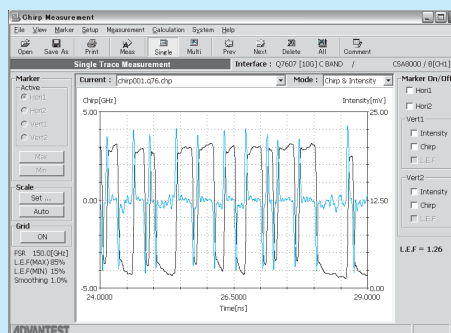 Chirp Measurement
File View Marker Setup Measurement Calculation System Help
Open Save As Print Meas Single Multi Prev Next Delete All Comment
Single Trace Measurement Interface : Q7607 [10G] C BAND / CSA8000 / B[CH1]
Marker
Active
Hori1
Hori2
Vert1
Vert2
Max
Min
Scale
Set ...
Auto
Grid
ON
FSR 150.0[GHz]
L.E.F(MAX) 85%
L.E.F(MIN) 15%
Smoothing 1.0%
Current : chirp001.q76.chp Mode : Chirp & Intensity
Chirp[GHz] Intensity[mV]
5.00 25.00
0.00 12.50
-5.00 0.00
24.0000 26.5000 29.0000
Time[ns]
Marker On/Off
Hori1
Hori2
Vert1
Intensity
Chirp
L.E.F
Vert2
Intensity
Chirp
L.E.F
L.E.F = 1.26
ADVANTEST